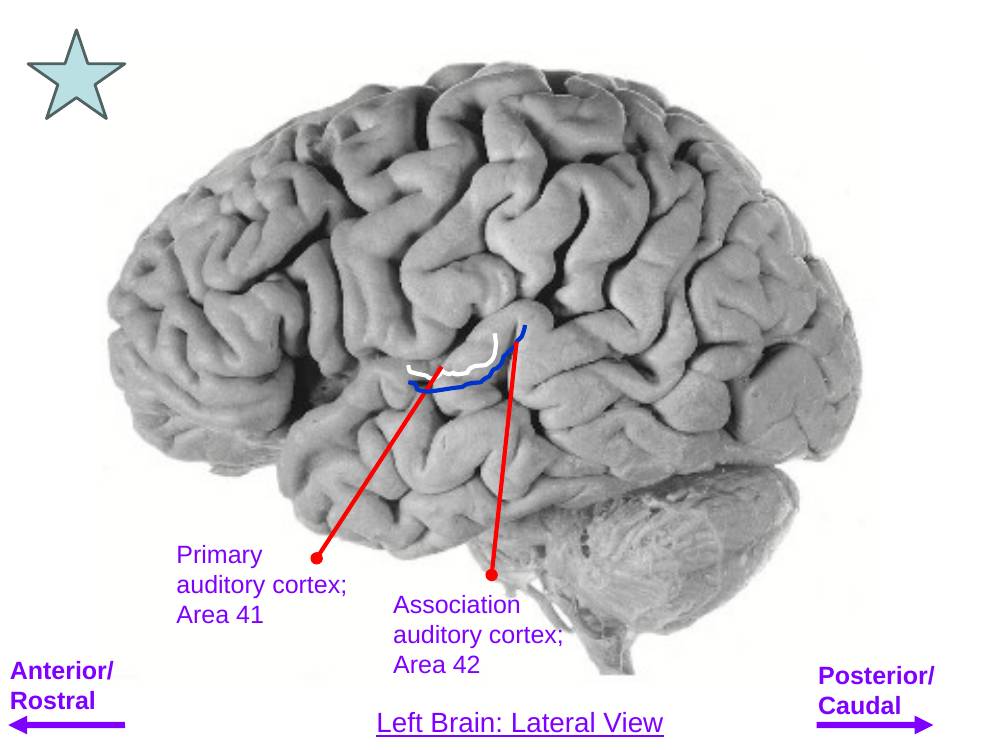 Primary
auditory cortex;
Area 41
Association
auditory cortex;
Area 42
Anterior/
Rostral
Posterior/
Caudal
Left Brain: Lateral View